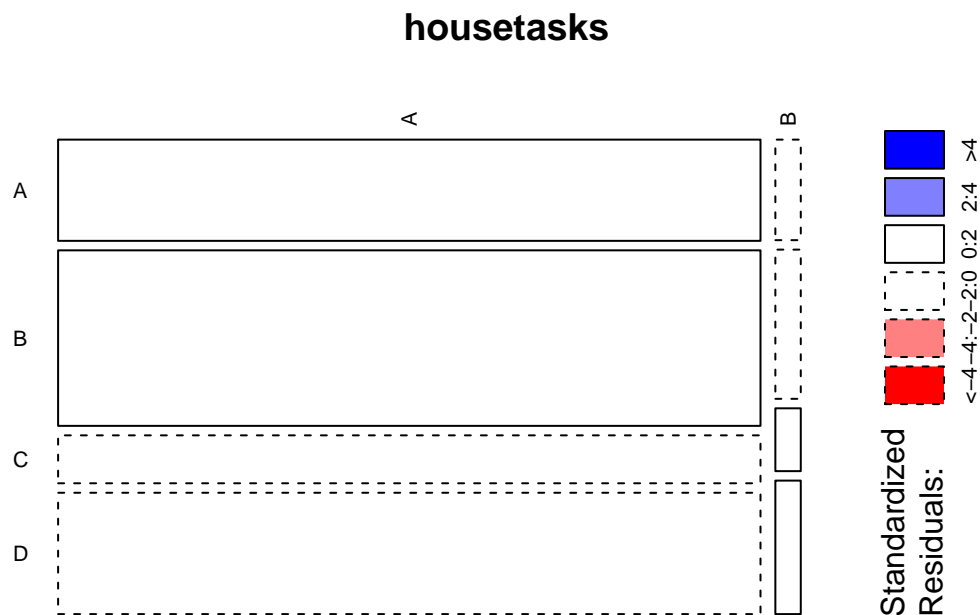 housetasks
A
B
A
B
C
D
Standardized
Residuals:
<−4
−4:−2
−2:0
0:2
2:4
>4